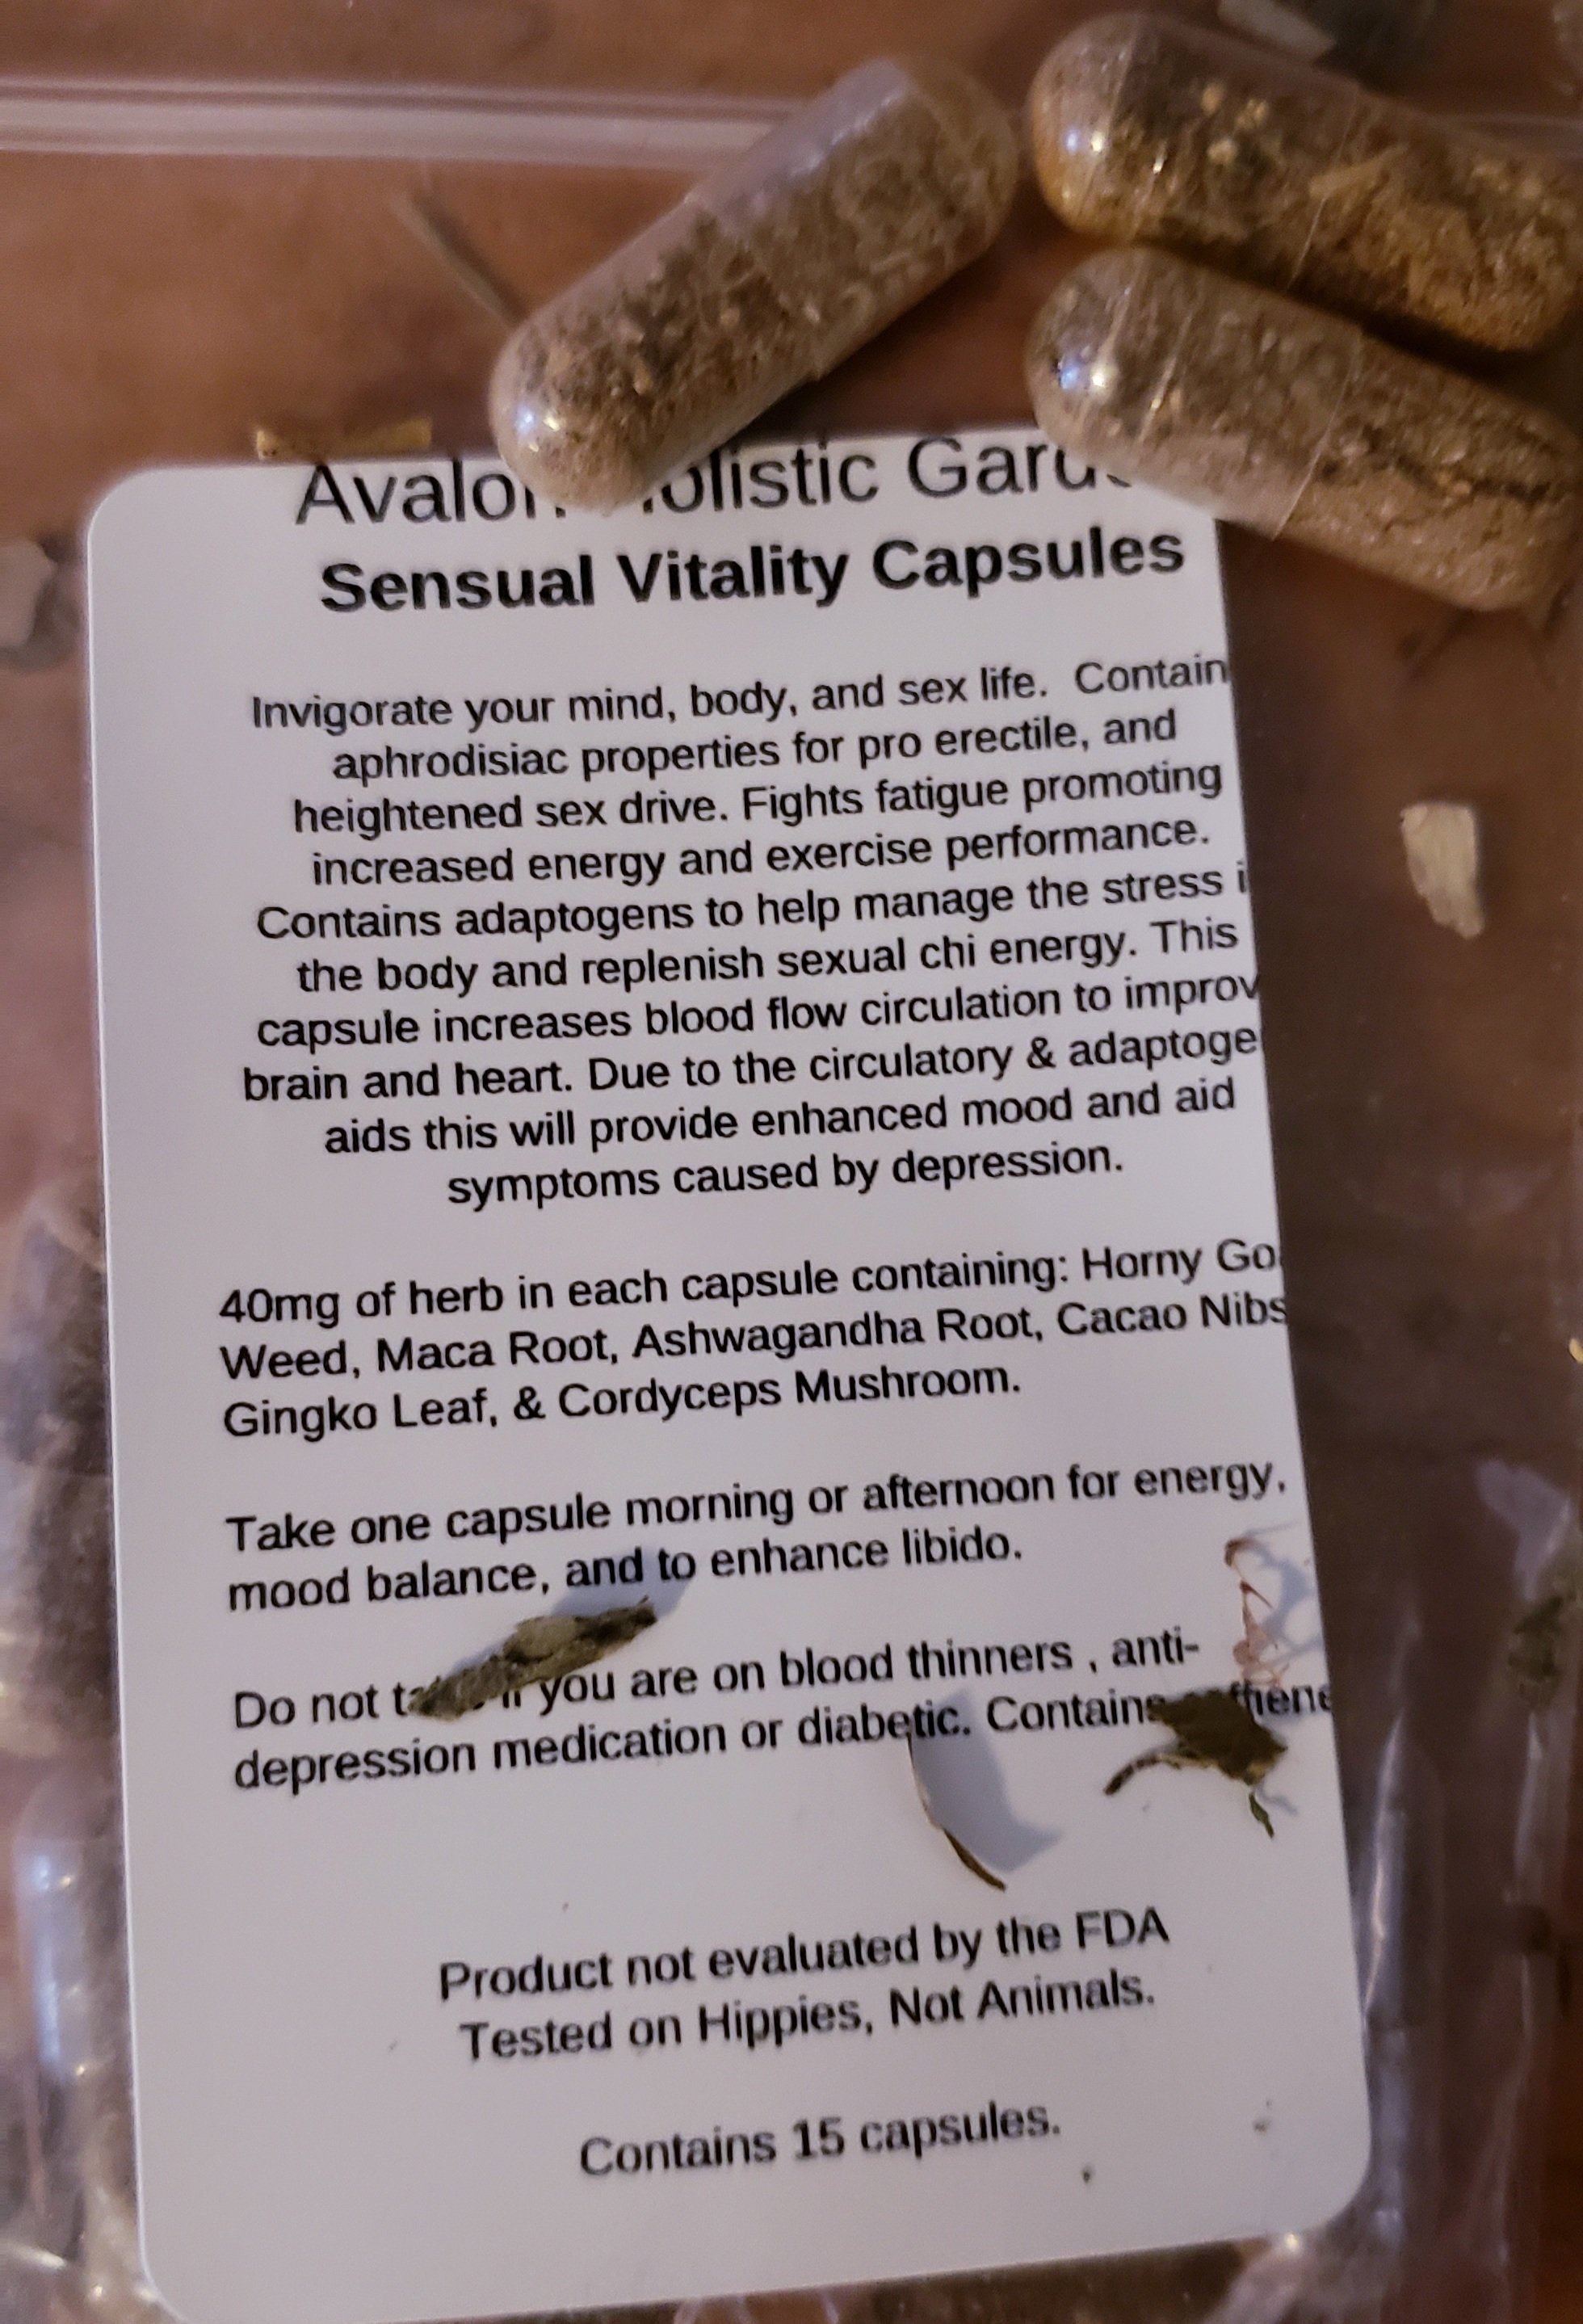 Sensual Vitality Capsules
Invigorate your mind, body, and sex life. Contain
aphrodisiac properties for pro erectile, and
heightened sex drive. Fights fatigue promoting
increased energy and exercise performance.
Contains adaptogens to help manage the stress i
the body and replenish sexual chi energy. This
capsule increases blood flow circulation to improv
brain and heart. Due to the circulatory & adaptoge
aids this will provide enhanced mood and aid
symptoms caused by depression.
40mg of herb in each capsule containing: Horny Go
Weed, Maca Root, Ashwagandha Root, Cacao Nibs
Gingko Leaf, & Cordyceps Mushroom.
Take one capsule morning or afternoon for energy,
mood balance, and to enhance libido.
Do not you are on blood thinners , anti-
depression medication or diabetic. Contains
Product not evaluated by the FDA
Tested on Hippies, Not Animals.
Contains 15 capsules.